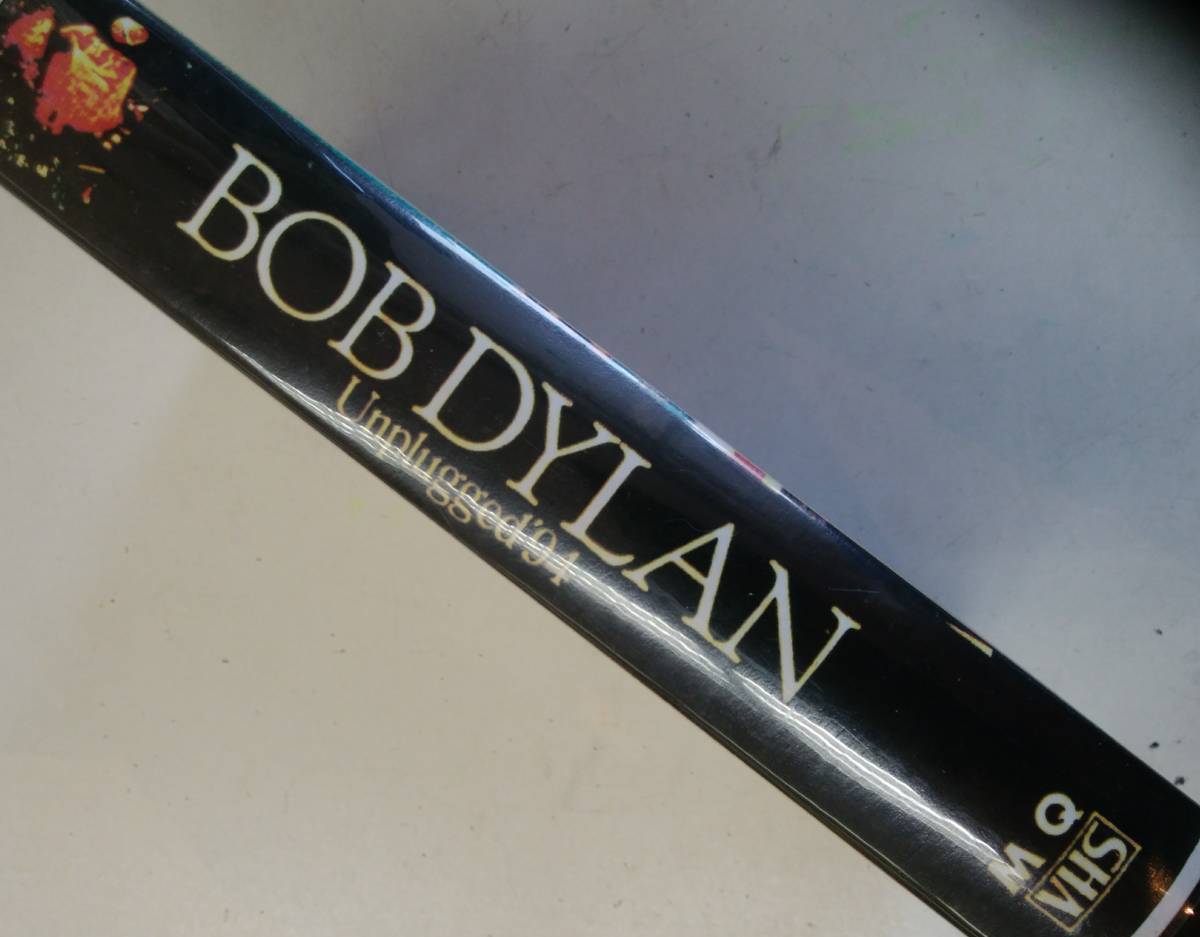 BOB DYLAN
Unplugged '94
Q
W
VHS